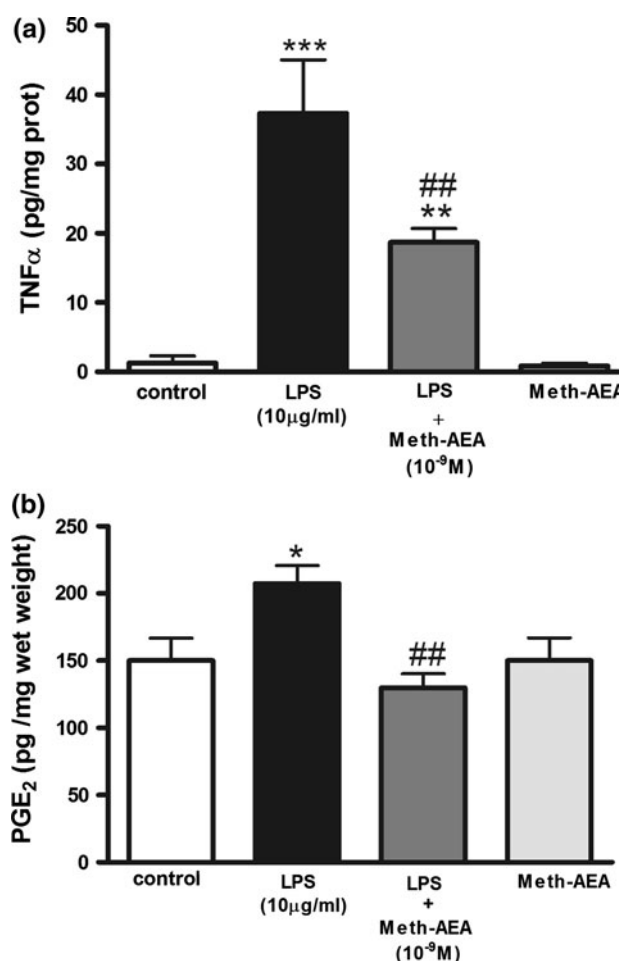 (a)
TNFα (pg/mg prot)
50
40
30
20
10
0
***
##
**
control
LPS
(10μg/ml)
LPS
+
Meth-AEA
(10⁻⁹M)
Meth-AEA
(b)
PGE₂ (pg /mg wet weight)
250
200
150
100
50
0
*
##
control
LPS
(10μg/ml)
LPS
+
Meth-AEA
(10⁻⁹M)
Meth-AEA